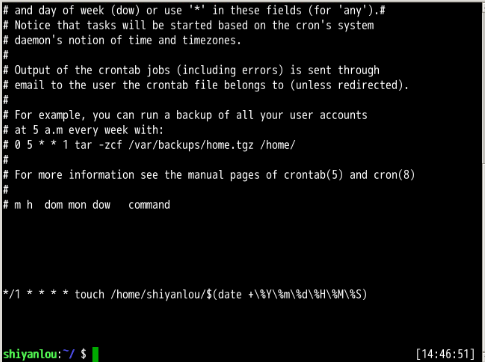 # and day of week (dow) or use '*' in these fields (for 'any').#
# Notice that tasks will be started based on the cron's system
# daemon's notion of time and timezones.
#
# Output of the crontab jobs (including errors) is sent through
# email to the user the crontab file belongs to (unless redirected).
#
# For example, you can run a backup of all your user accounts
# at 5 a.m every week with:
# 0 5 * * 1 tar -zcf /var/backups/home.tgz /home/
#
# For more information see the manual pages of crontab(5) and cron(8)
#
# m h  dom mon dow   command
*/1 * * * * touch /home/shiyanlou/$(date +\%Y\%m\%d\%H\%M\%S)
shiyanlou:~/ $ [14:46:51]